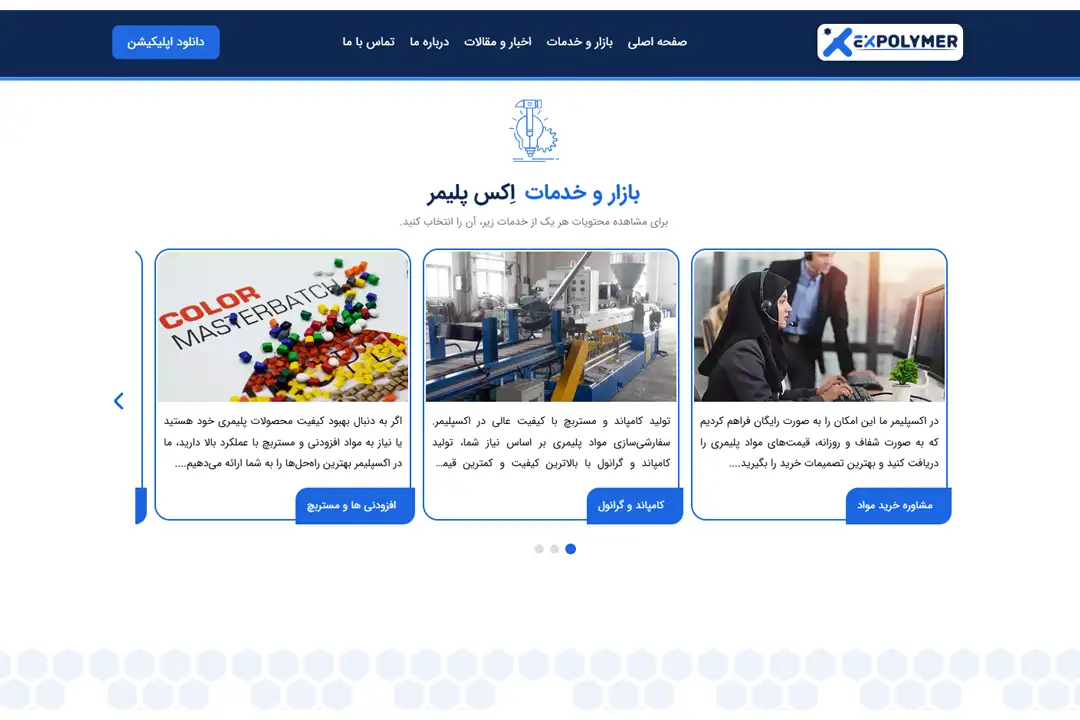 EXPOLYMER
صفحه اصلی
بازار و خدمات
اخبار و مقالات
درباره ما
تماس با ما
دانلود اپلیکیشن
بازار و خدمات اِکس پلیمر
برای مشاهده محتویات هر یک از خدمات زیر، آن را انتخاب کنید.
در اکسپلیمر ما این امکان را به صورت رایگان فراهم کردیم
که به صورت شفاف و روزانه، قیمت‌های مواد پلیمری را
دریافت کنید و بهترین تصمیمات خرید را بگیرید....
مشاوره خرید مواد
تولید کامپاند و مستربچ با کیفیت عالی در اکسپلیمر.
سفارشی‌سازی مواد پلیمری بر اساس نیاز شما، تولید
کامپاند و گرانول با بالاترین کیفیت و کمترین قیم...
کامپاند و گرانول
COLOR
MASTERBATCH
اگر به دنبال بهبود کیفیت محصولات پلیمری خود هستید
یا نیاز به مواد افزودنی و مستربچ با عملکرد بالا دارید، ما
در اکسپلیمر بهترین راه‌حل‌ها را به شما ارائه می‌دهیم....
افزودنی ها و مستربچ